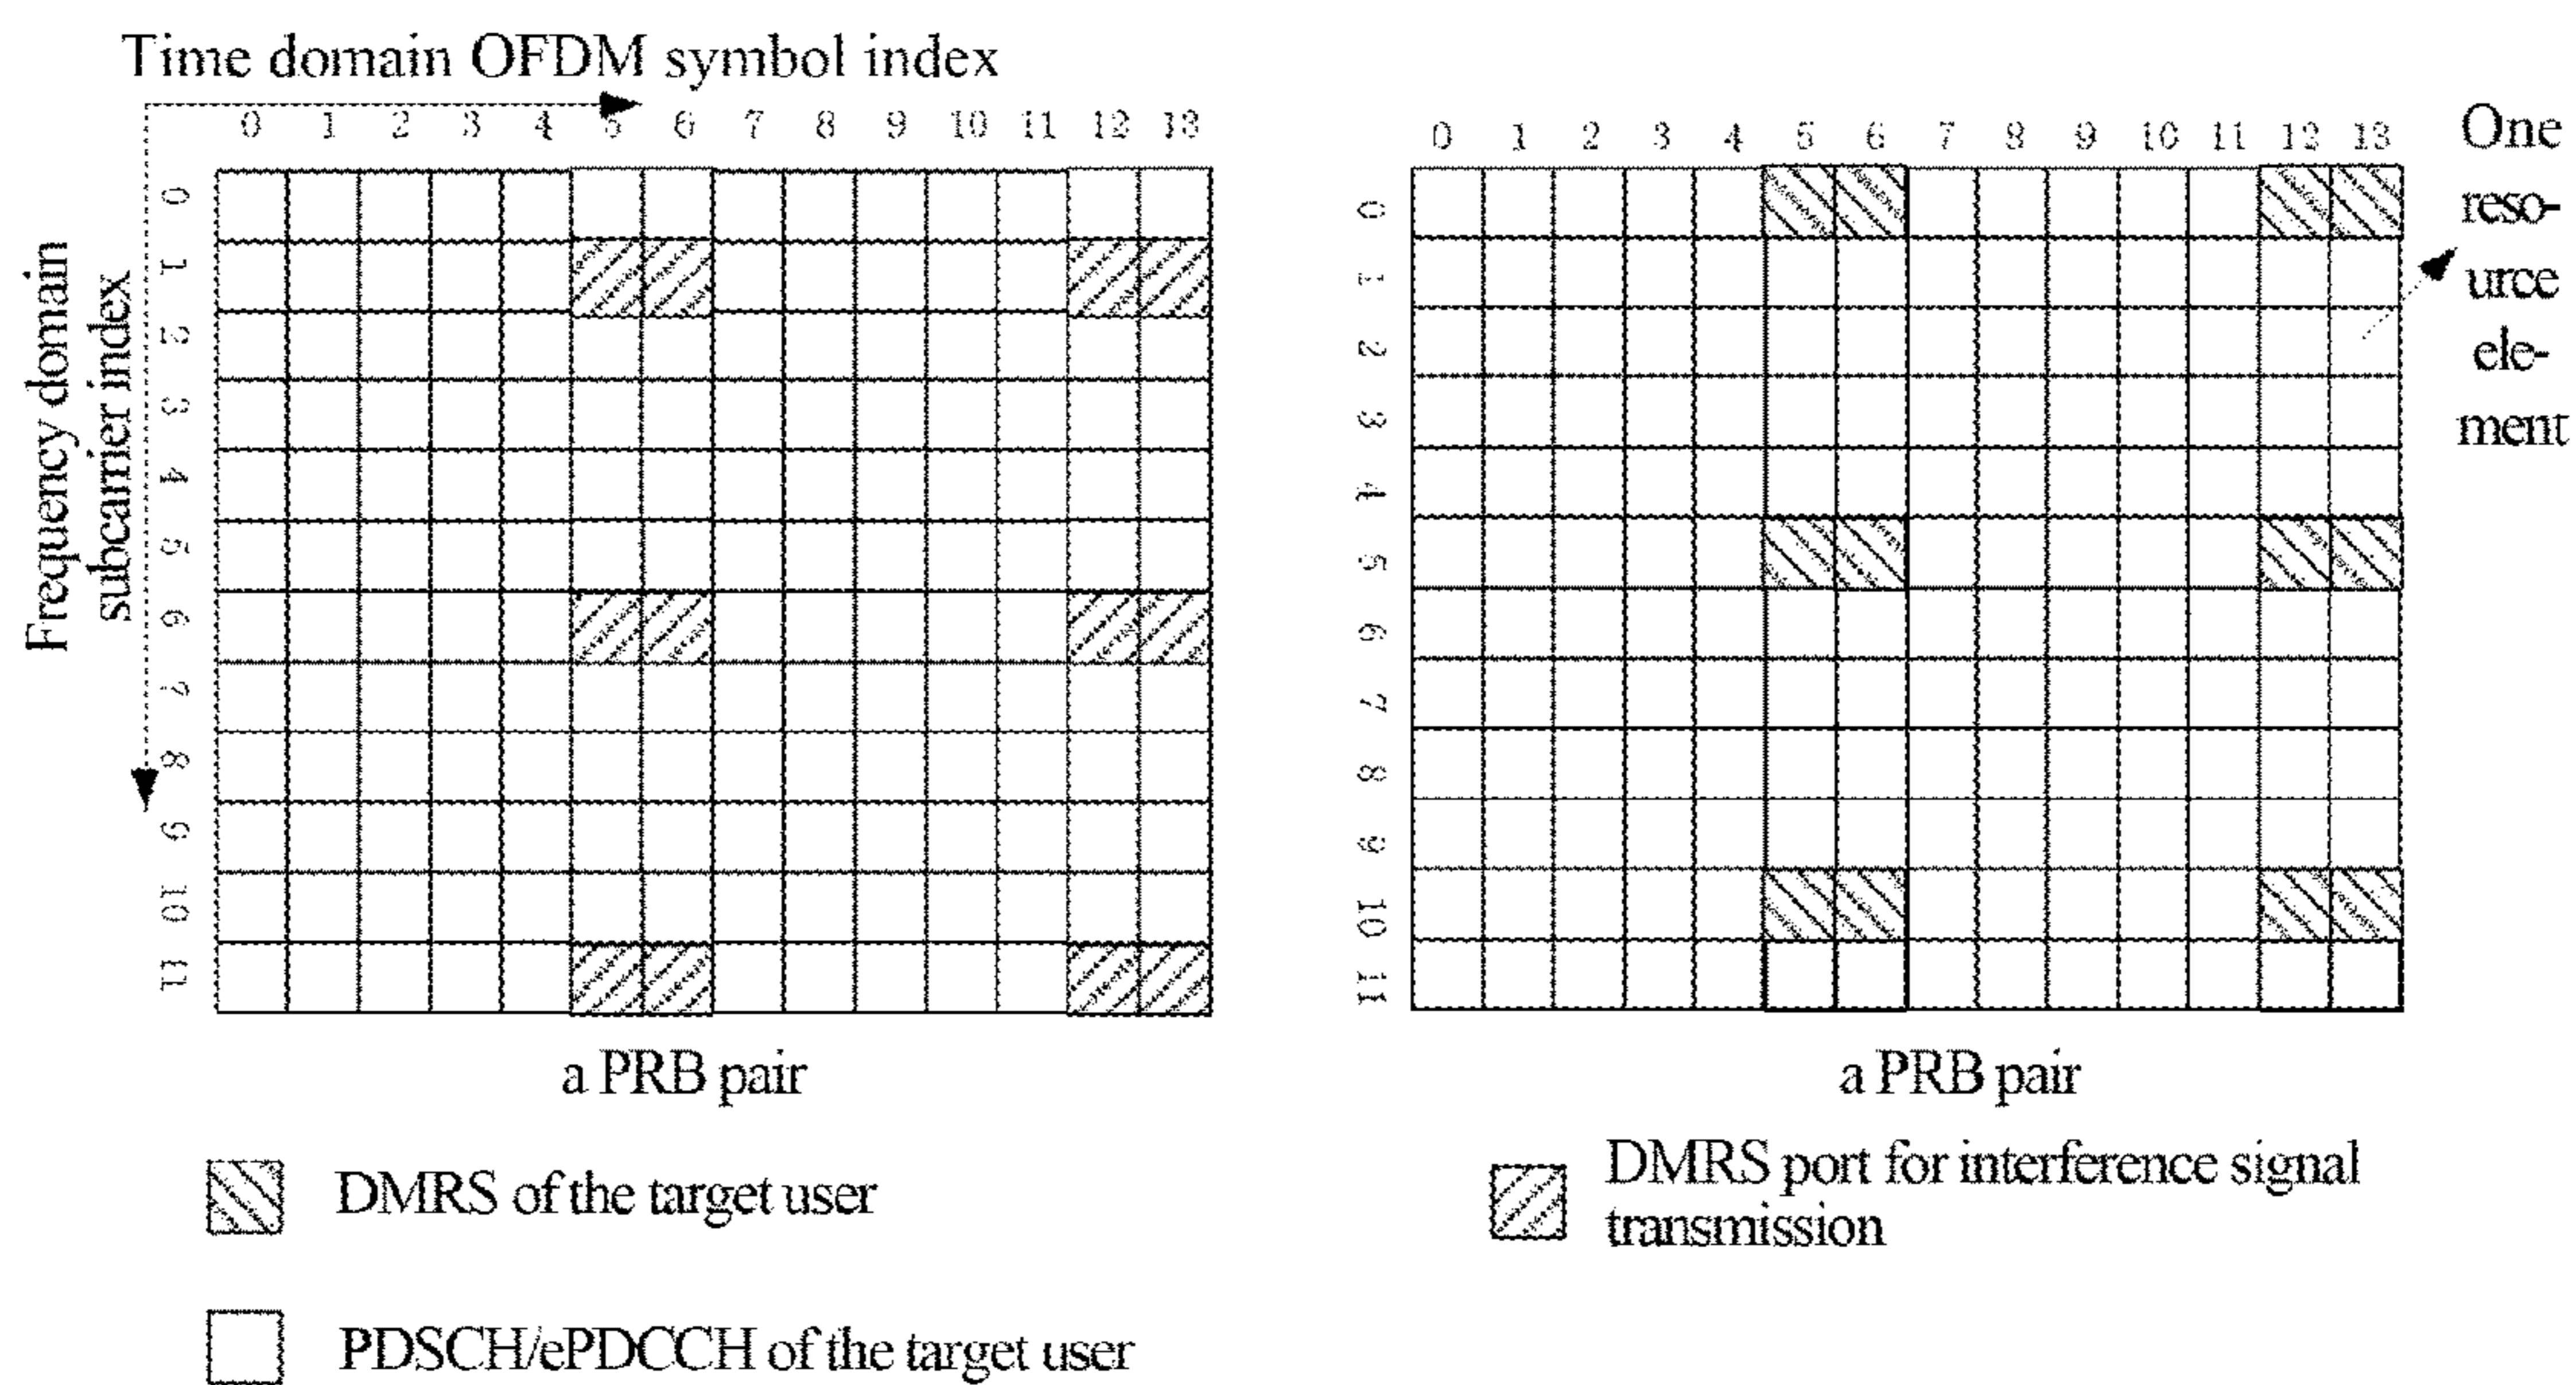 Time domain OFDM symbol index
0 1 2 3 4 5 6 7 8 9 10 11 12 13
Frequency domain
subcarrier index
0
1
2
3
4
5
6
7
8
9
10
11
a PRB pair
0 1 2 3 4 5 6 7 8 9 10 11 12 13
0
1
2
3
4
5
6
7
8
9
10
11
One
reso-
urce
ele-
ment
a PRB pair
DMRS of the target user
DMRS port for interference signal
transmission
PDSCH/ePDCCH of the target user